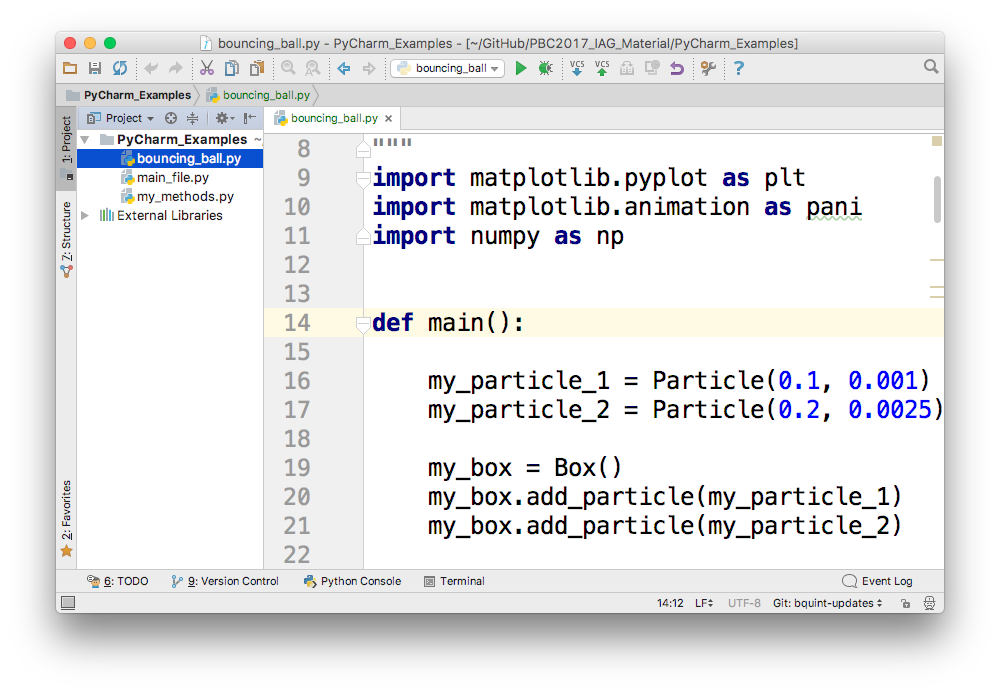 bouncing_ball.py - PyCharm_Examples - [~/GitHub/PBC2017_IAG_Material/PyCharm_Examples]
bouncing_ball
VCS VCS
?
PyCharm_Examples bouncing_ball.py
1: Project
Project
bouncing_ball.py
PyCharm_Examples ~
bouncing_ball.py
main_file.py
my_methods.py
External Libraries
7: Structure
2: Favorites
8 """
9 import matplotlib.pyplot as plt
10 import matplotlib.animation as pani
11 import numpy as np
12
13
14 def main():
15
16 my_particle_1 = Particle(0.1, 0.001)
17 my_particle_2 = Particle(0.2, 0.0025)
18
19 my_box = Box()
20 my_box.add_particle(my_particle_1)
21 my_box.add_particle(my_particle_2)
22
6: TODO 9: Version Control Python Console Terminal Event Log
14:12 LF UTF-8 Git: bquint-updates